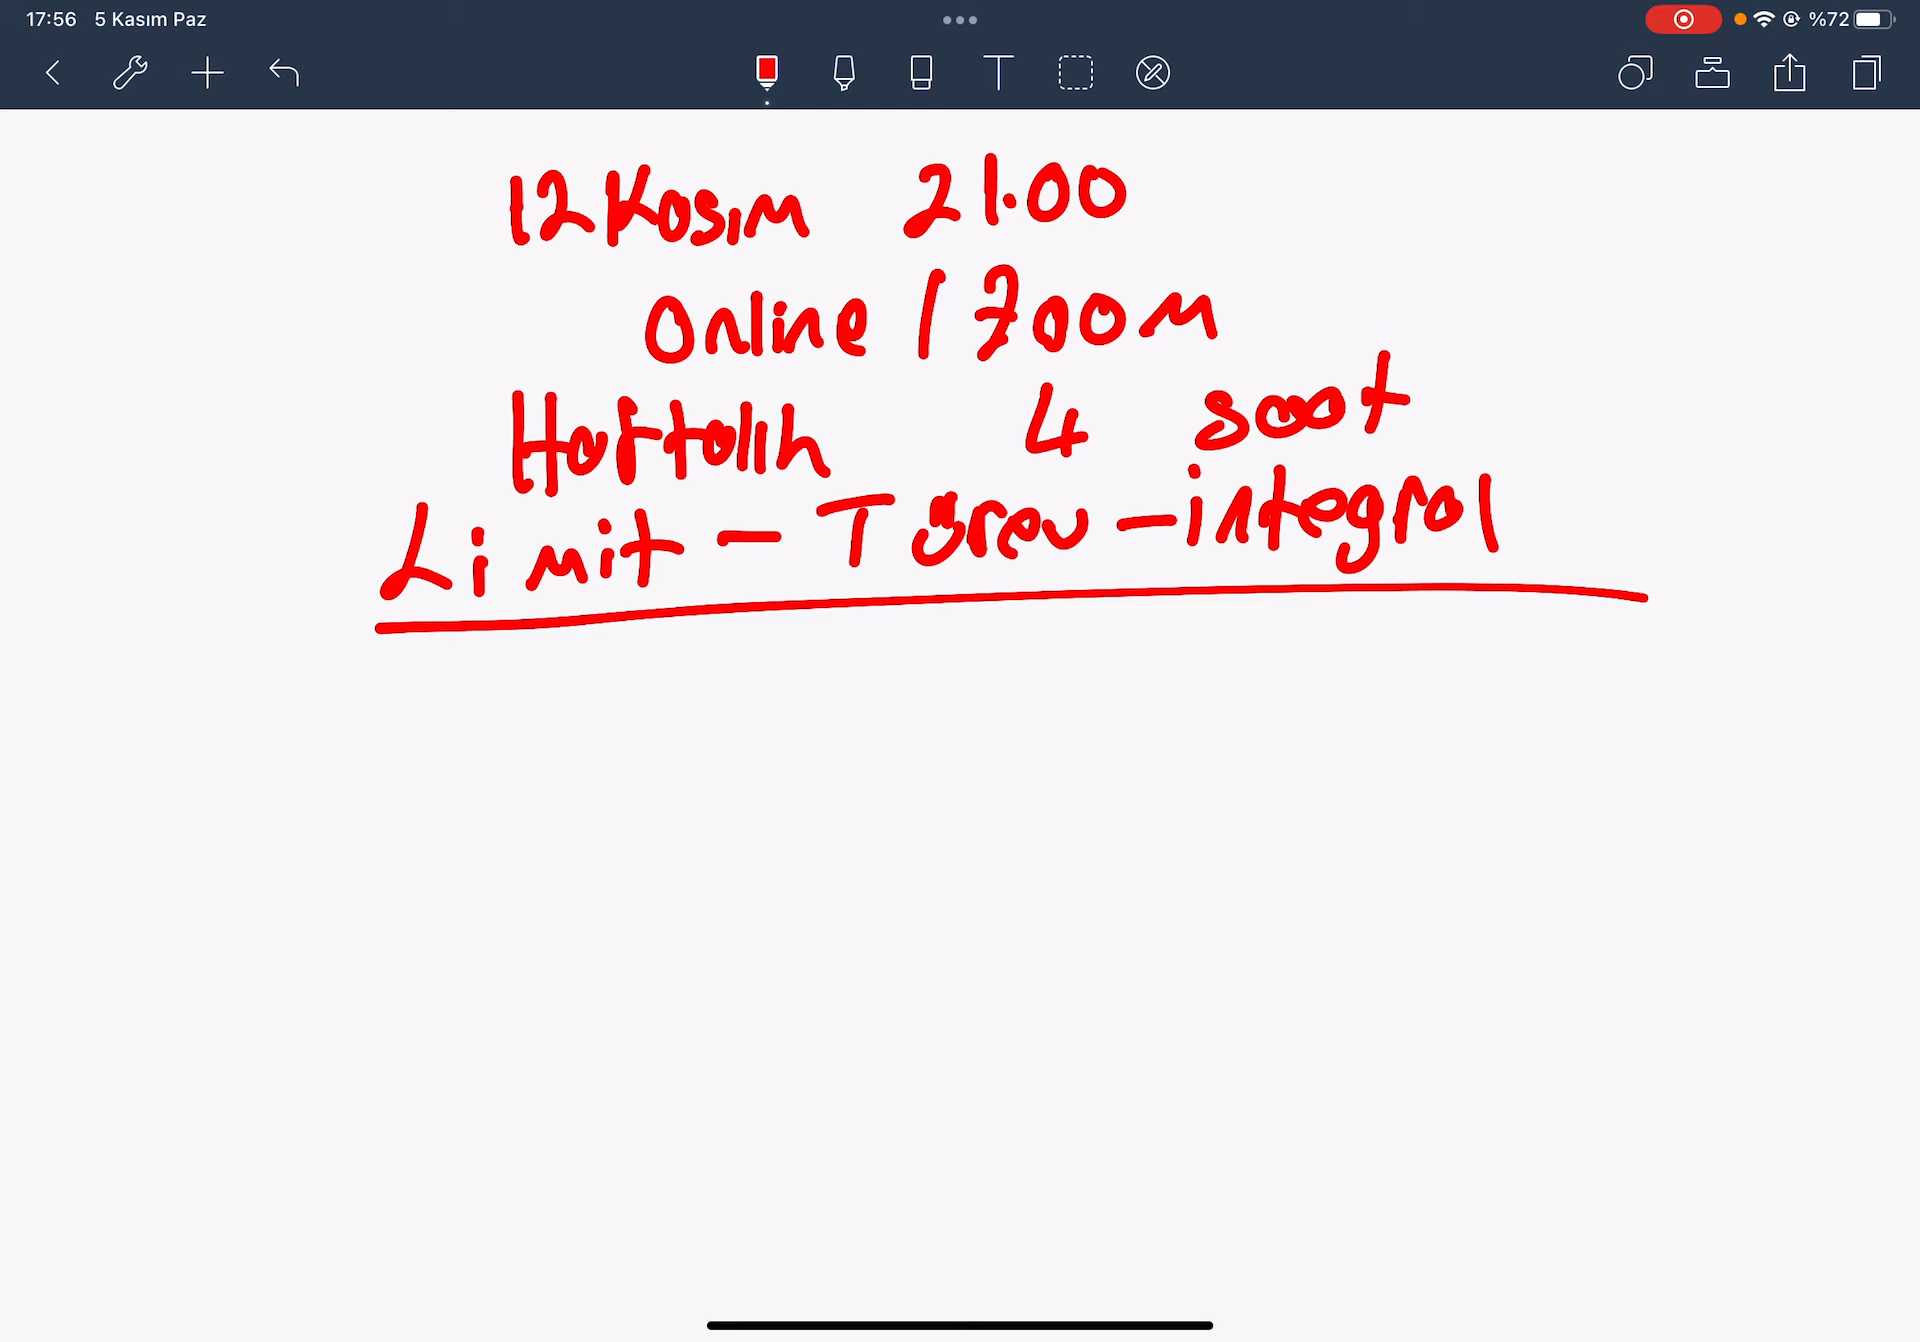 17:56 5 Kasım Paz %72
12 Kasım 21.00
Online / ZOOM
Haftalık 4 saat
Limit - Türev - integral